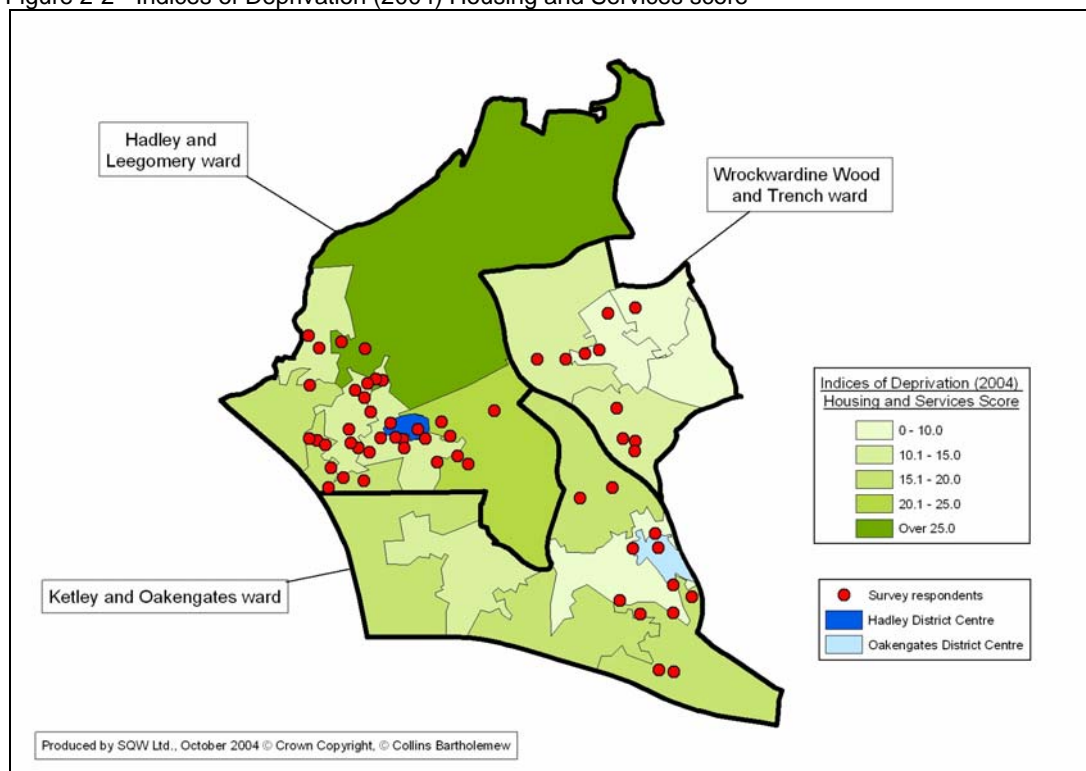 Figure 2-2 - Indices of Deprivation (2004) Housing and Services score
Hadley and
Leegomery ward
Wrockwardine Wood
and Trench ward
Indices of Deprivation (2004)
Housing and Services Score
0 - 10.0
10.1 - 15.0
15.1 - 20.0
20.1 - 25.0
Over 25.0
Ketley and Oakengates ward
Survey respondents
Hadley District Centre
Oakengates District Centre
Produced by SQW Ltd., October 2004 © Crown Copyright, © Collins Bartholemew